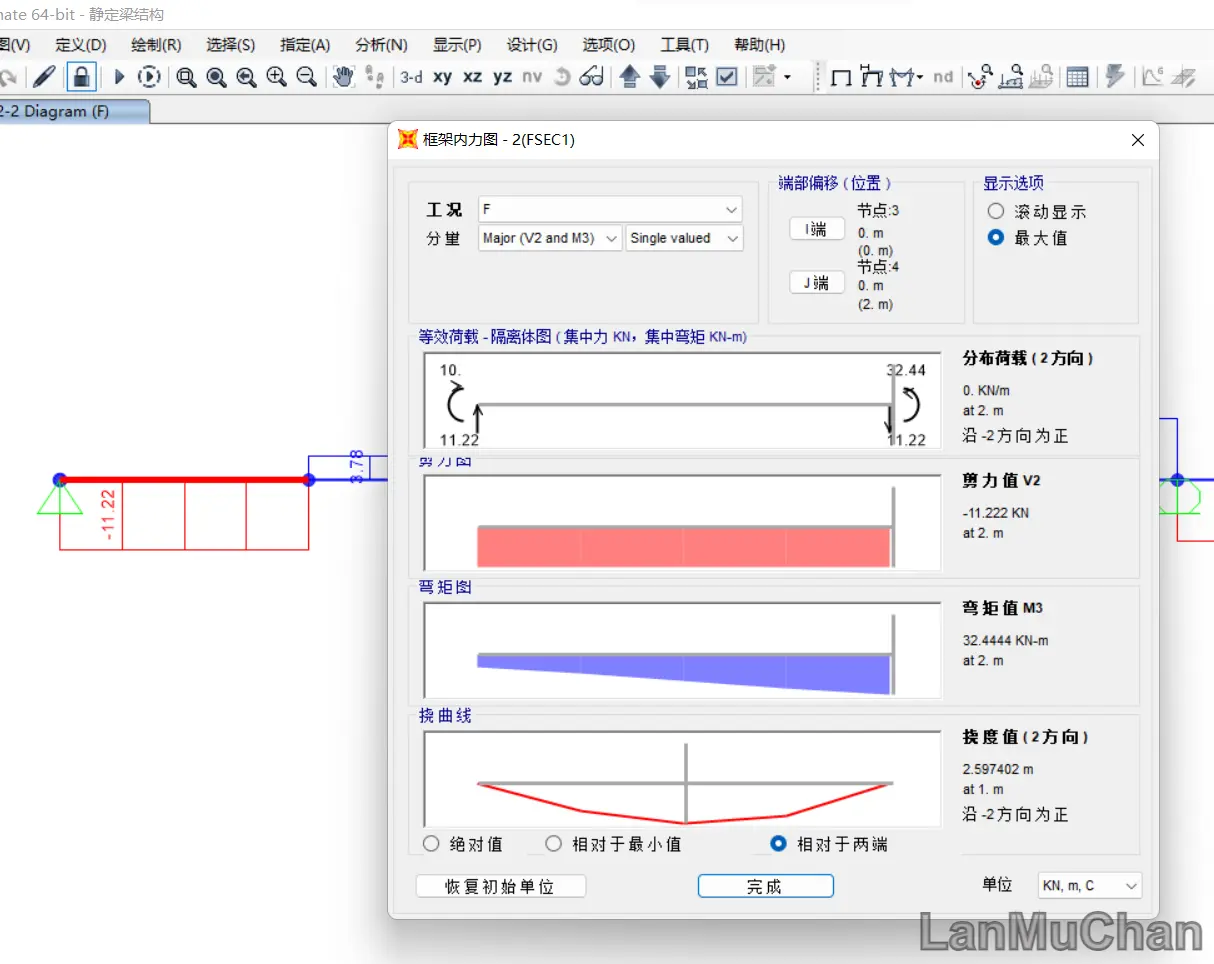 nate 64-bit - 静定梁结构
图(V) 定义(D) 绘制(R) 选择(S) 指定(A) 分析(N) 显示(P) 设计(G) 选项(O) 工具(T) 帮助(H)
3-d xy xz yz nv nd
2-2 Diagram (F)
框架内力图 - 2(FSEC1)
工况 F
分量 Major (V2 and M3) Single valued
端部偏移 ( 位置 )
I端
节点:3
0. m
(0. m)
J 端
节点:4
0. m
(2. m)
显示选项
滚动显示
最大值
等效荷载 - 隔离体图 ( 集中力 KN，集中弯矩 KN-m)
10.
32.44
11.22
11.22
分布荷载 ( 2 方向 )
0. KN/m
at 2. m
沿 -2 方向为正
剪力图
剪力值 V2
-11.222 KN
at 2. m
弯矩图
弯矩值 M3
32.4444 KN-m
at 2. m
挠曲线
挠度值 ( 2 方向 )
2.597402 m
at 1. m
沿 -2 方向为正
绝对值 相对于最小值 相对于两端
恢复初始单位 完成 单位 KN, m, C
-11.22
3.78
LanMuChan